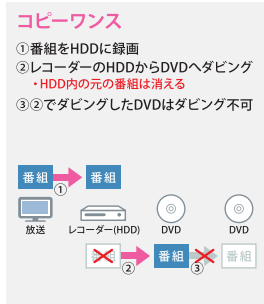 コピーワンス
①番組をHDDに録画
②レコーダーのHDDからDVDへダビング
・HDD内の元の番組は消える
③②でダビングしたDVDはダビング不可
番組 番組
①
放送 レコーダー(HDD) DVD DVD
番組 番組 番組
② ③